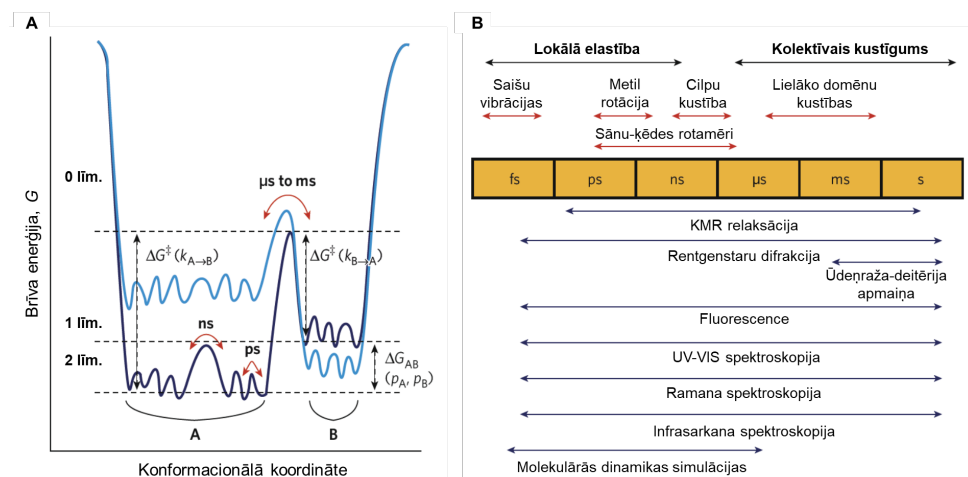 A
Brīva enerģija, G
0 līm.
1 līm.
2 līm.
µs to ms
ΔG‡ (kA→B)
ΔG‡ (kB→A)
ns
ps
ΔGAB
(pA, pB)
A
B
Konformacionālā koordināte
B
Lokālā elastība
Kolektīvais kustīgums
Saišu
vibrācijas
Metil
rotācija
Cilpu
kustība
Lielāko domēnu
kustības
Sānu-ķēdes rotamēri
fs
ps
ns
µs
ms
s
KMR relaksācija
Rentgenstaru difrakcija
Ūdeņraža-deitērija
apmaiņa
Fluorescence
UV-VIS spektroskopija
Ramana spektroskopija
Infrasarkana spektroskopija
Molekulārās dinamikas simulācijas